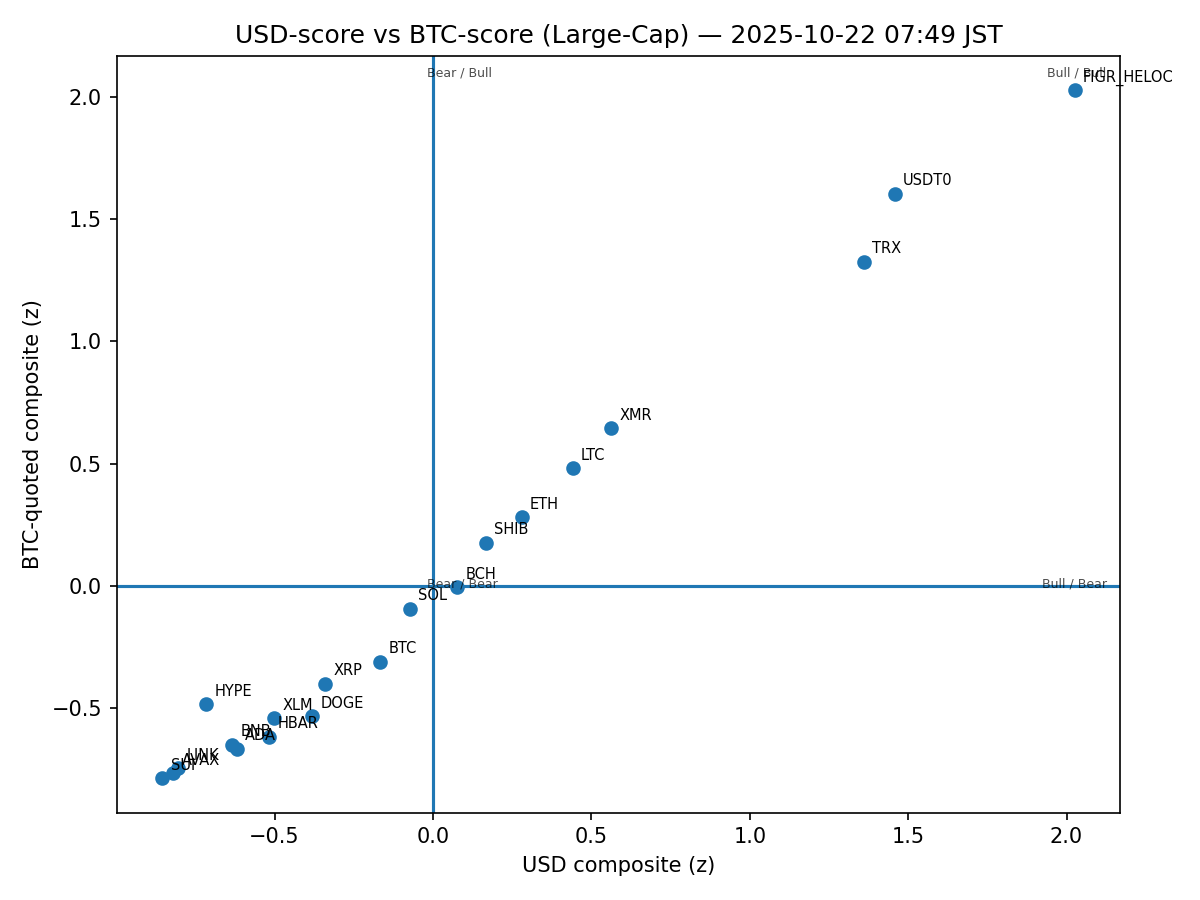 USD-score vs BTC-score (Large-Cap) — 2025-10-22 07:49 JST
Bear / Bull
Bull / Bull
FIGR_HELOC
2.0
USDT0
1.5
TRX
1.0
XMR
LTC
0.5
ETH
SHIB
BCH
0.0
Bear / Bear
Bull / Bear
SOL
BTC
XRP
HYPE
XLM
DOGE
−0.5
HBAR
BNB
ADA
LINK
AVAX
SUI
−0.5
0.0
0.5
1.0
1.5
2.0
USD composite (z)
BTC-quoted composite (z)